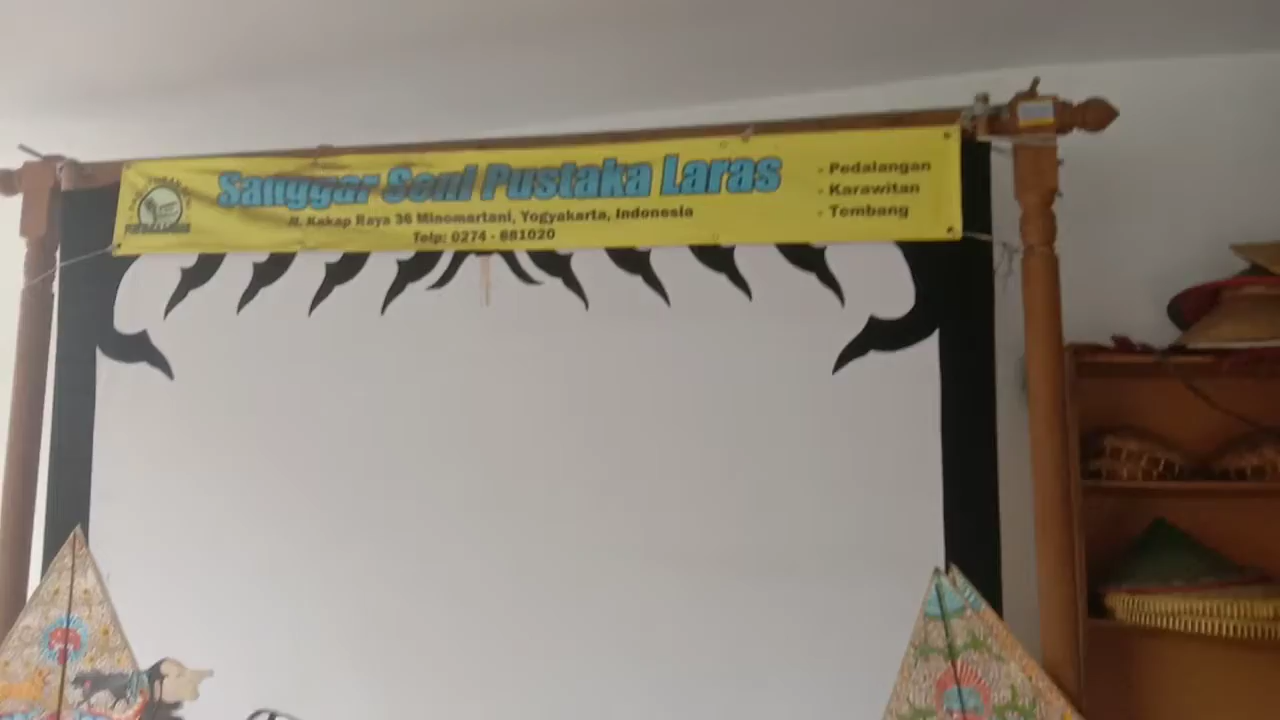 Sanggar Seni Pustaka Laras
Jl. Kakap Raya 36 Minomartani, Yogyakarta, Indonesia
Telp: 0274 - 881020
- Pedalangan
- Karawitan
- Tembang